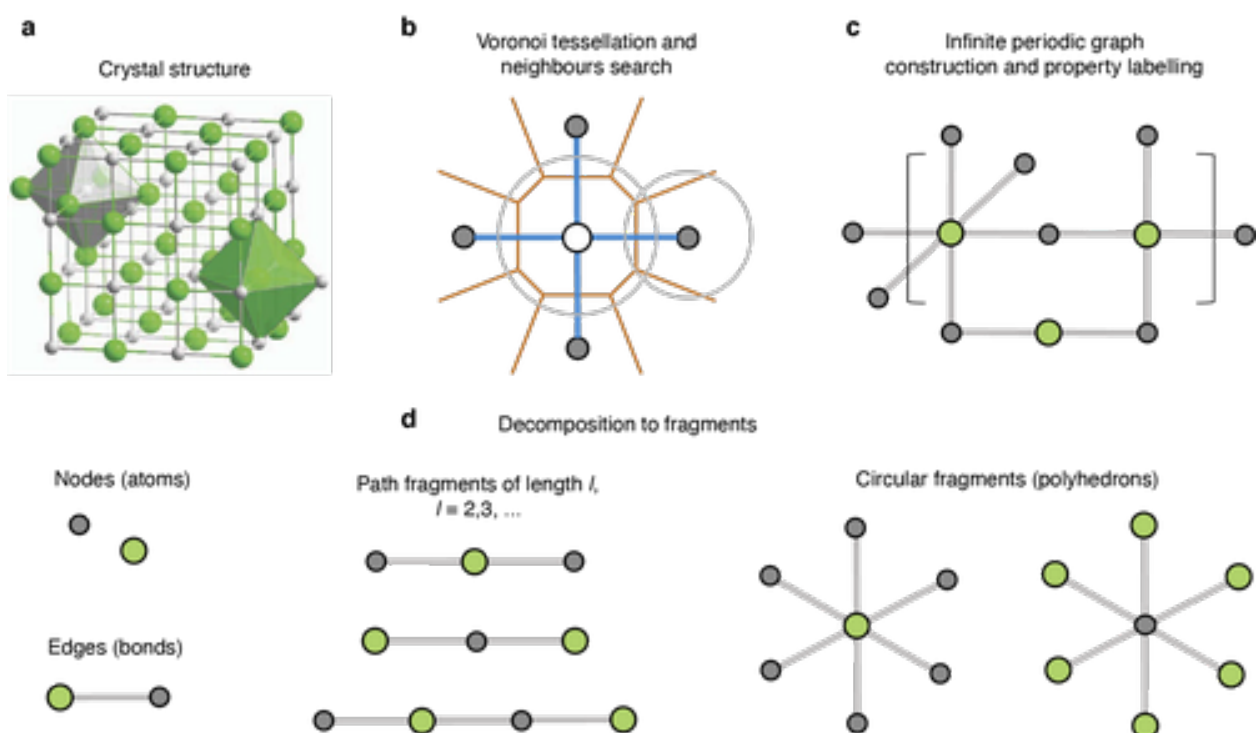 a
Crystal structure
b
Voronoi tessellation and
neighbours search
c
Infinite periodic graph
construction and property labelling
d
Decomposition to fragments
Nodes (atoms)
Edges (bonds)
Path fragments of length l,
l = 2,3, ...
Circular fragments (polyhedrons)